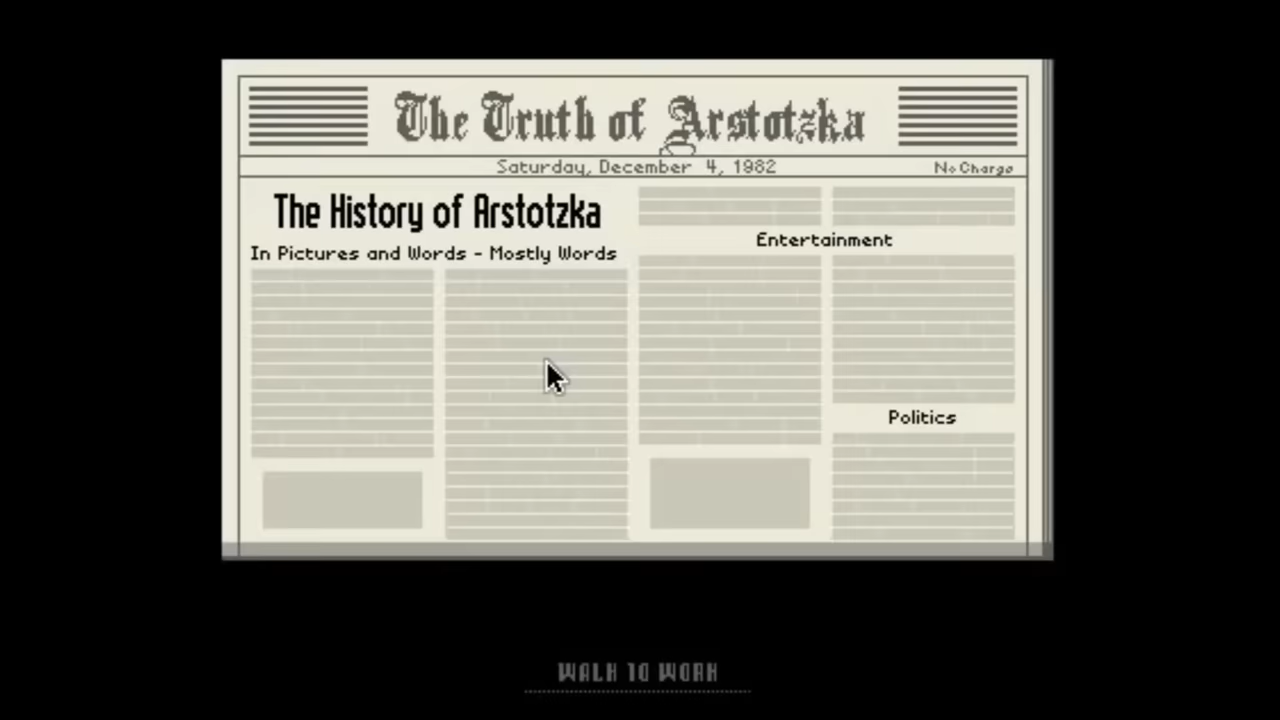 The Truth of Arstotzka
Saturday, December 4, 1982
No Charge
The History of Arstotzka
In Pictures and Words - Mostly Words
Entertainment
Politics
WALK TO WORK